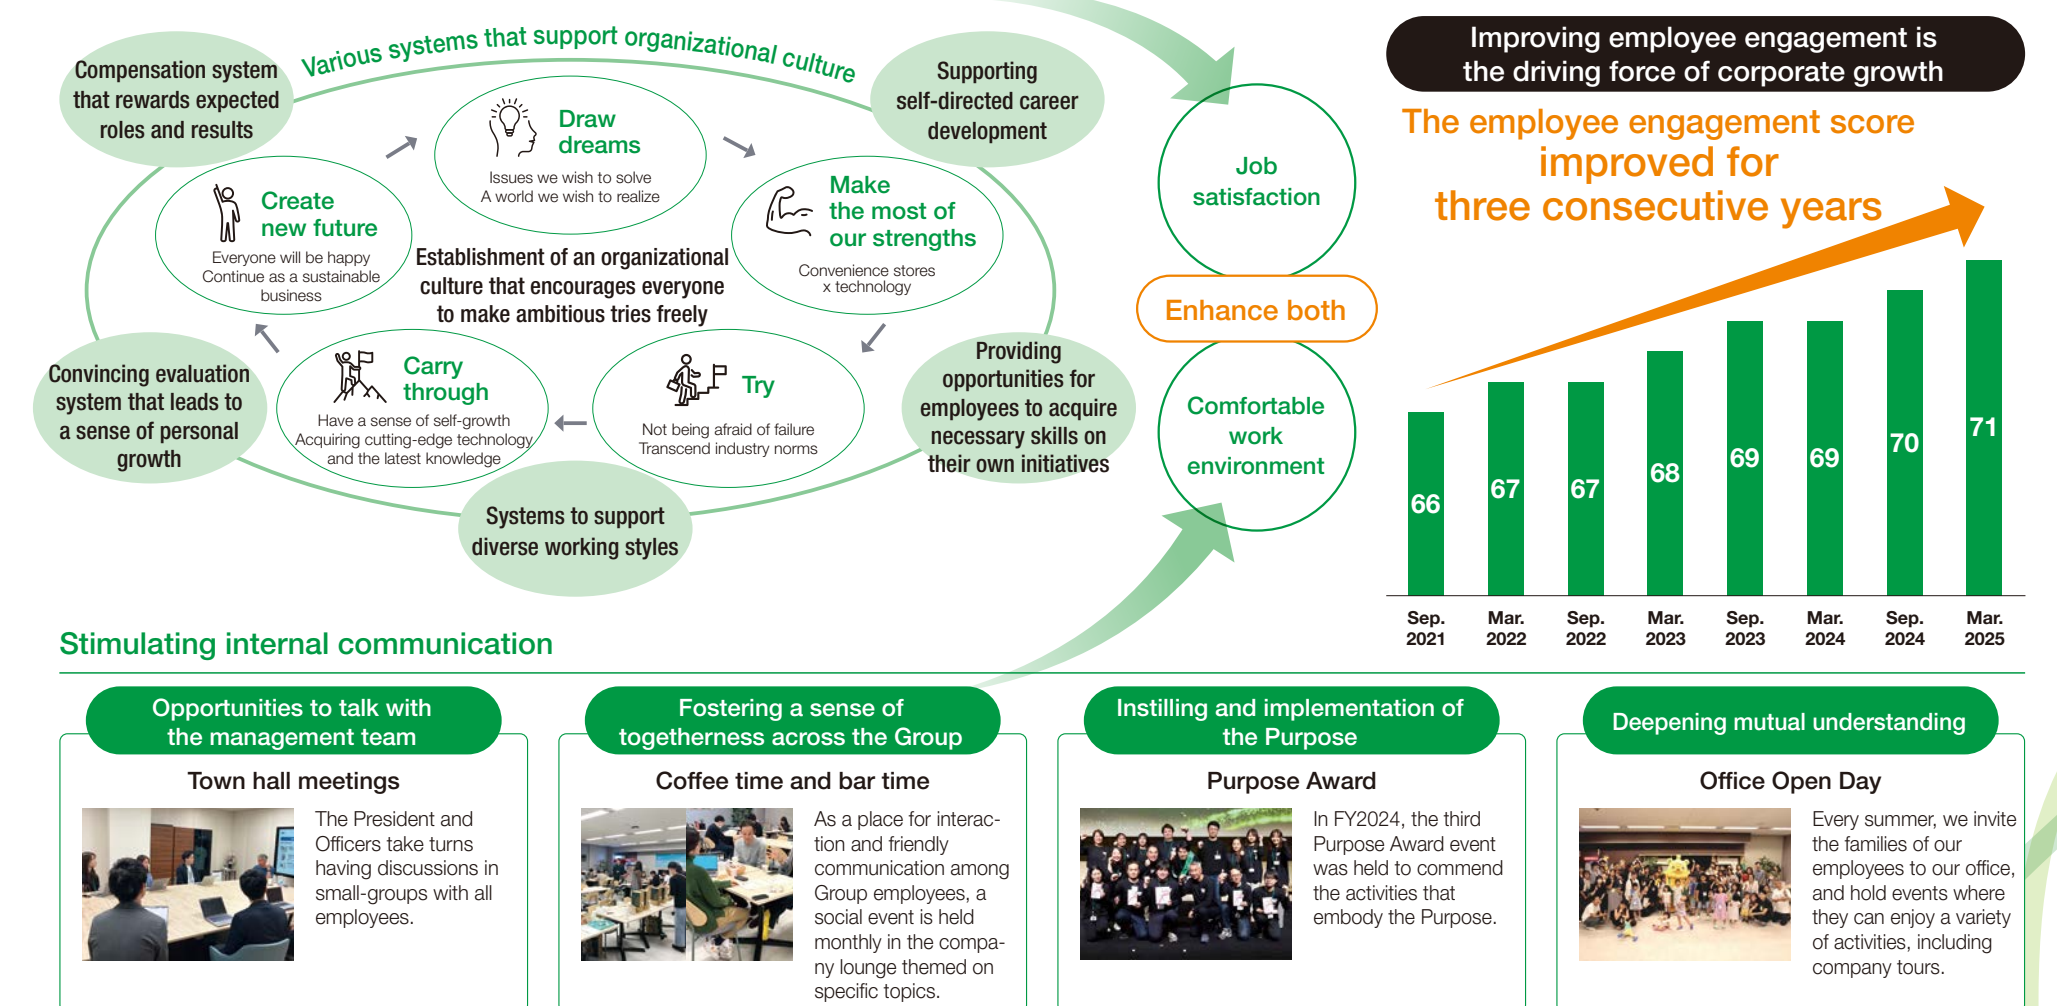 Various systems that support organizational culture
Compensation system
that rewards expected
roles and results
Supporting
self-directed career
development
Draw
dreams
Issues we wish to solve
A world we wish to realize
Create
new future
Everyone will be happy
Continue as a sustainable
business
Make
the most of
our strengths
Convenience stores
x technology
Establishment of an organizational
culture that encourages everyone
to make ambitious tries freely
Convincing evaluation
system that leads to
a sense of personal
growth
Carry
through
Have a sense of self-growth
Acquiring cutting-edge technology
and the latest knowledge
Try
Not being afraid of failure
Transcend industry norms
Providing
opportunities for
employees to acquire
necessary skills on
their own initiatives
Systems to support
diverse working styles
Job
satisfaction
Enhance both
Comfortable
work
environment
Improving employee engagement is
the driving force of corporate growth
The employee engagement score
improved for
three consecutive years
66
67
67
68
69
69
70
71
Sep.
2021
Mar.
2022
Sep.
2022
Mar.
2023
Sep.
2023
Mar.
2024
Sep.
2024
Mar.
2025
Stimulating internal communication
Opportunities to talk with
the management team
Town hall meetings
The President and
Officers take turns
having discussions in
small-groups with all
employees.
Fostering a sense of
togetherness across the Group
Coffee time and bar time
As a place for interac-
tion and friendly
communication among
Group employees, a
social event is held
monthly in the compa-
ny lounge themed on
specific topics.
Instilling and implementation of
the Purpose
Purpose Award
In FY2024, the third
Purpose Award event
was held to commend
the activities that
embody the Purpose.
Deepening mutual understanding
Office Open Day
Every summer, we invite
the families of our
employees to our office,
and hold events where
they can enjoy a variety
of activities, including
company tours.